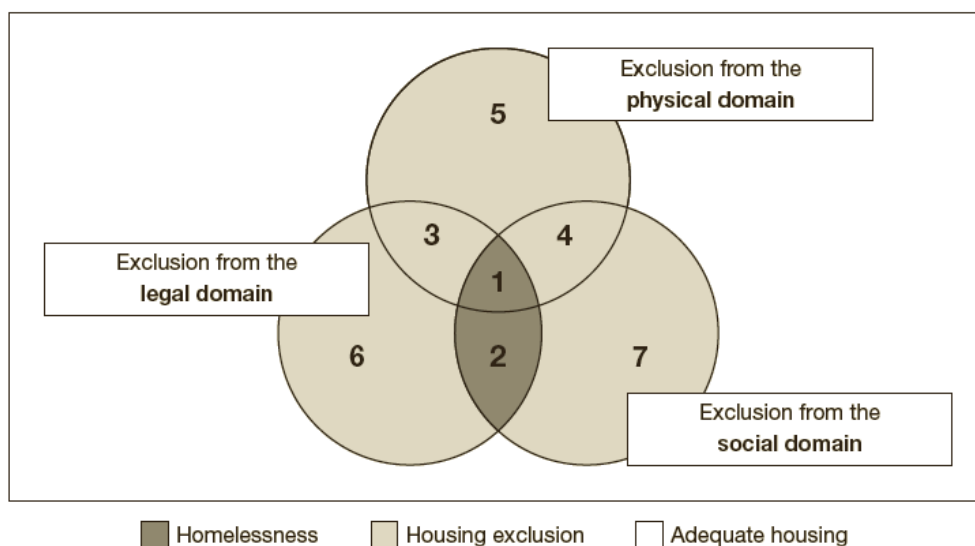 Exclusion from the
physical domain
5
3
4
Exclusion from the
legal domain
1
6
2
7
Exclusion from the
social domain
Homelessness
Housing exclusion
Adequate housing